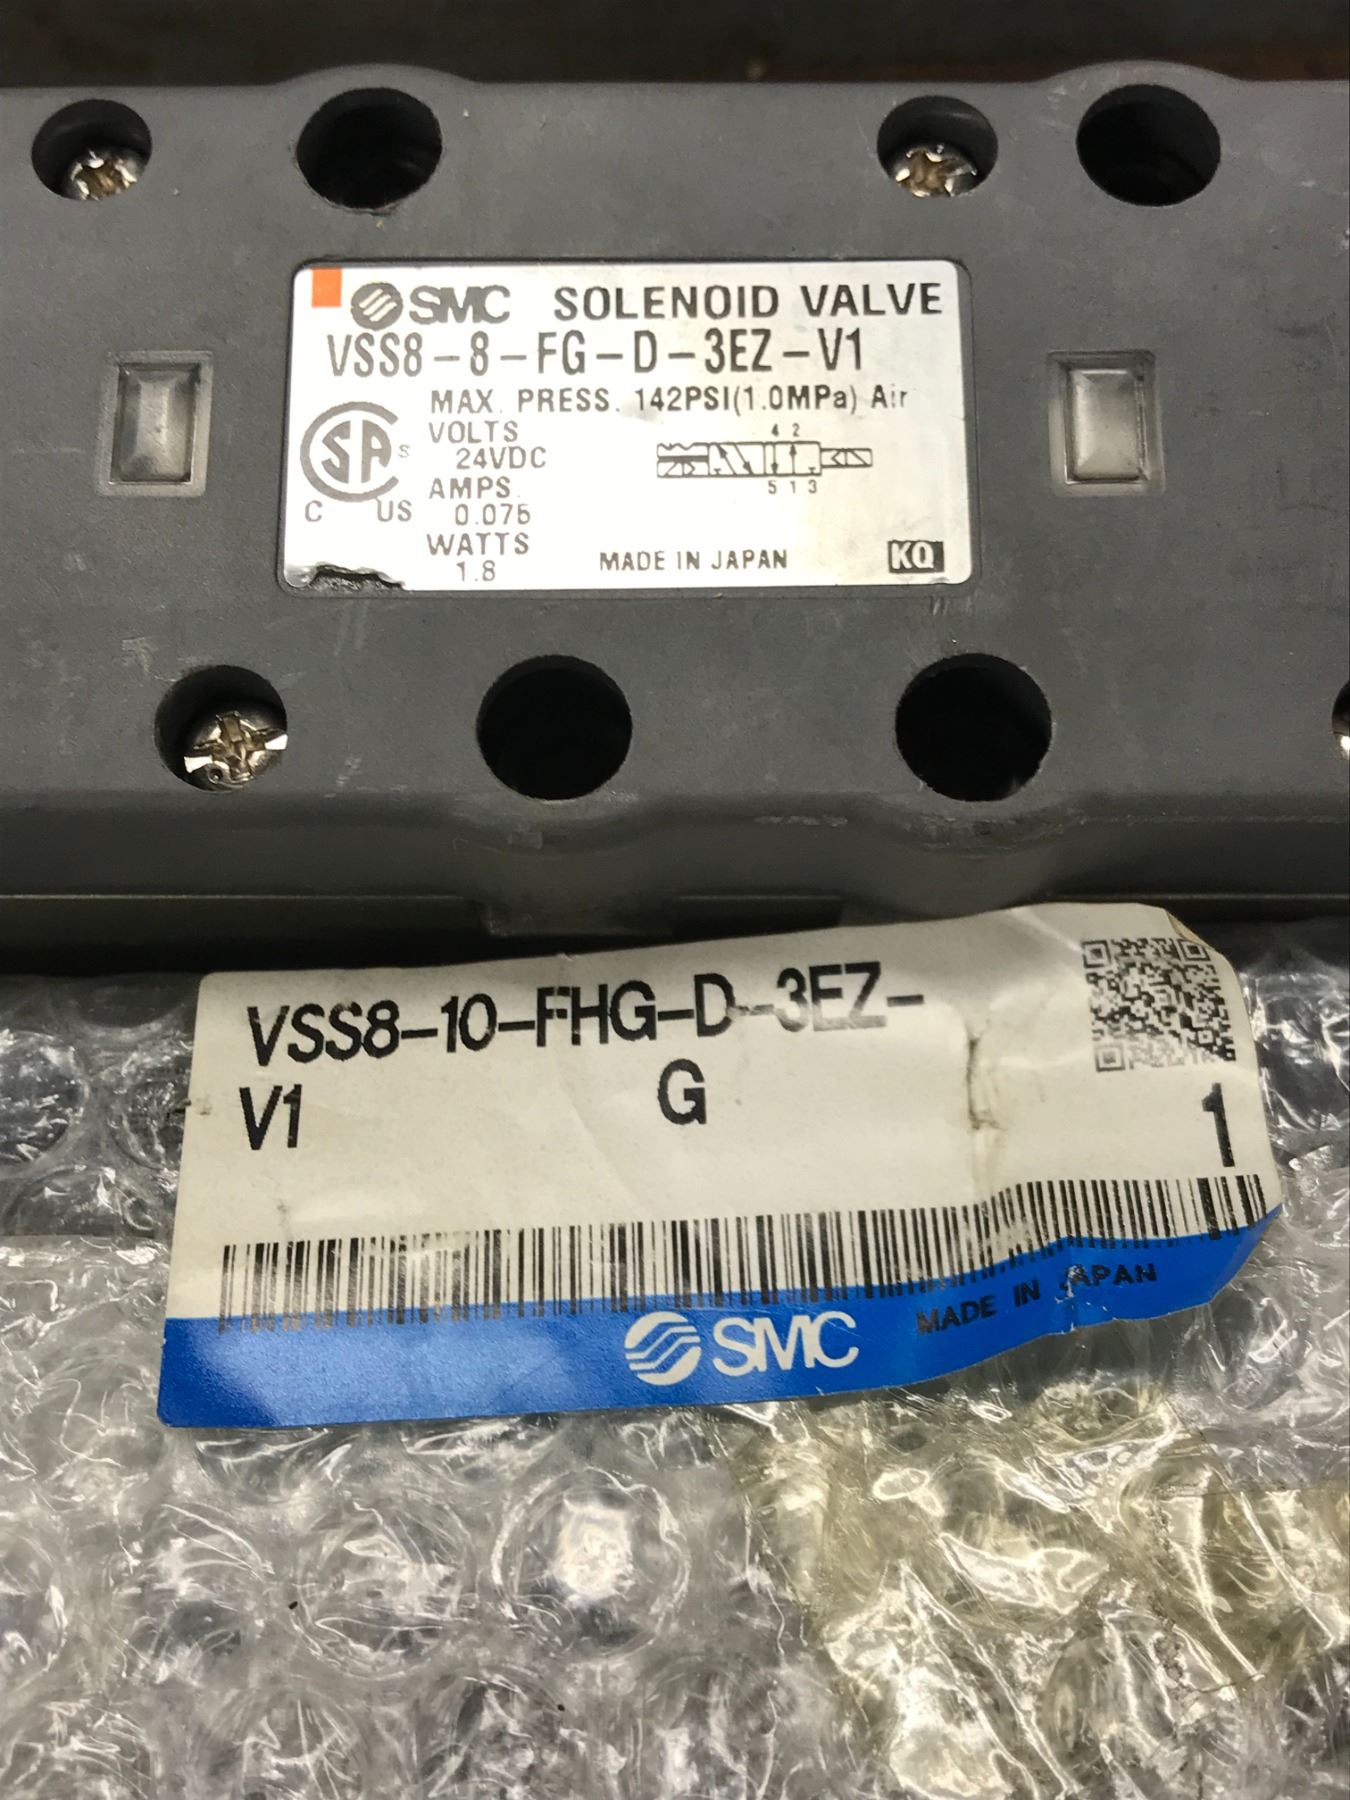 SMC SOLENOID VALVE
VSS8-8-FG-D-3EZ-V1
MAX. PRESS. 142PSI(1.0MPa) Air
SA s
C US
VOLTS
24VDC
AMPS.
0.075
WATTS
1.8
4 2
5 1 3
MADE IN JAPAN
KQ
VSS8-10-FHG-D-3EZ-
V1 G
1
SMC MADE IN JAPAN